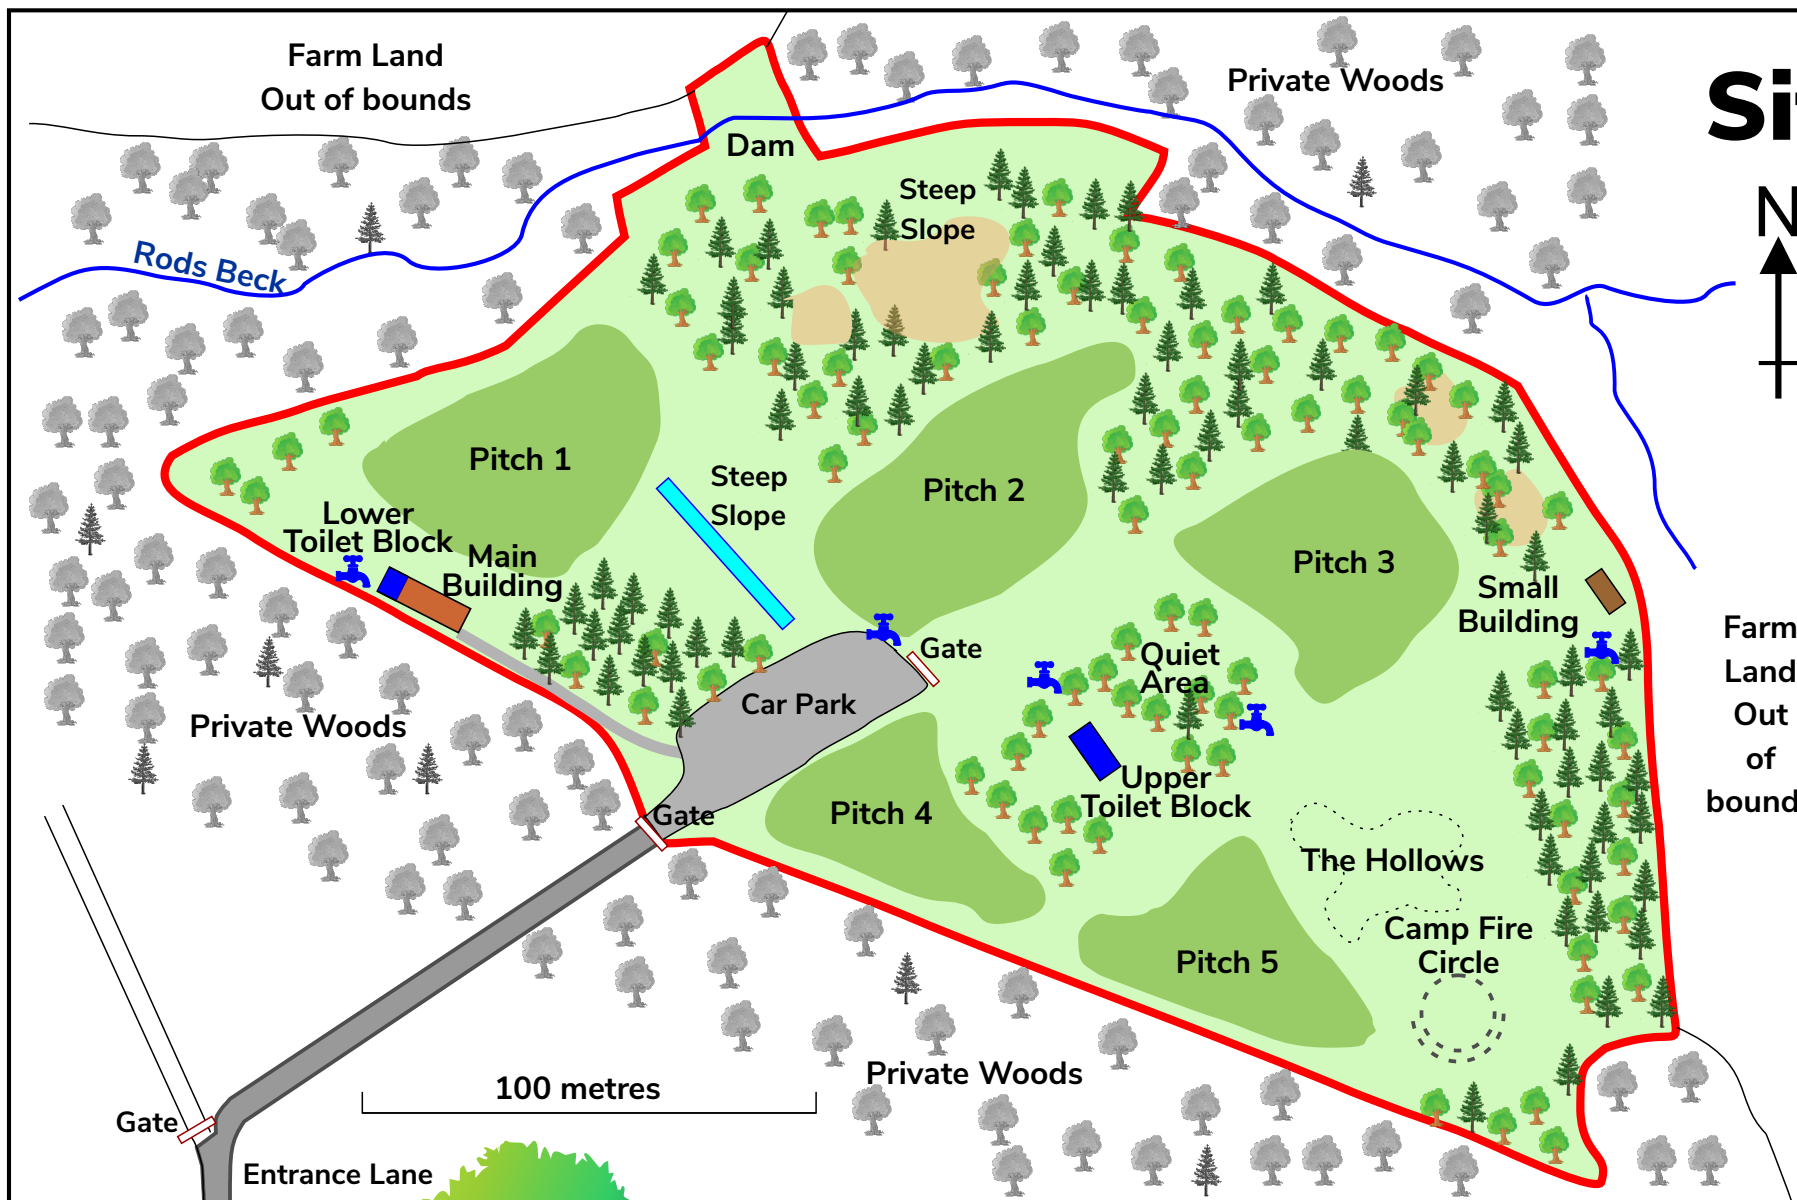 Farm Land
Out of bounds
Private Woods
Sit
Dam
Steep
Slope
N
Rods Beck
Pitch 1
Steep
Slope
Pitch 2
Lower
Toilet Block
Main
Building
Pitch 3
Small
Building
Gate
Quiet
Area
Farm
Land
Out
of
bound
Car Park
Private Woods
Gate
Pitch 4
Upper
Toilet Block
The Hollows
Camp Fire
Circle
Pitch 5
Private Woods
100 metres
Gate
Entrance Lane